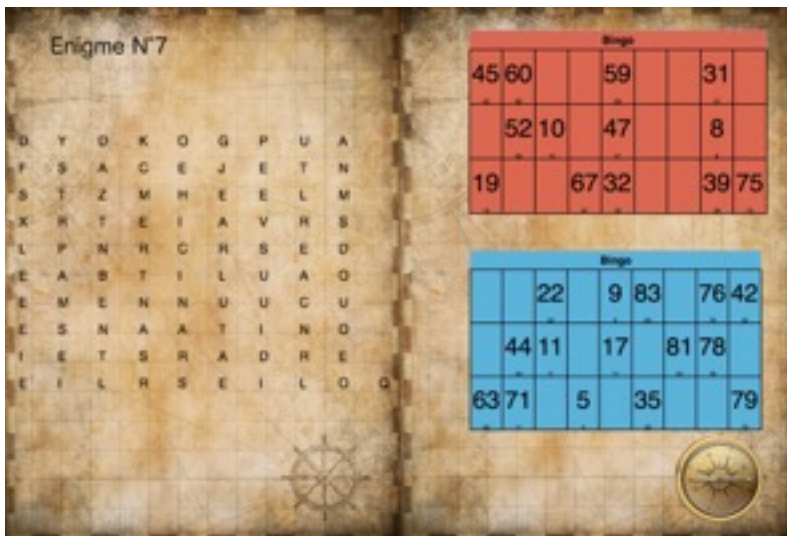 Enigme N°7
D Y O K O G P U A
F S A C E J E T N
S T Z M H E E L M
X R T E I A V R S
L P N R C R S E D
E A B T I L U A O
E M E N N U U C U
E S N A A T I N O
I E T S R A D R E
E I L R S E I L O Q
Bingo
45 60 59 31
52 10 47 8
19 67 32 39 75
Bingo
22 9 83 76 42
44 11 17 81 78
63 71 5 35 79